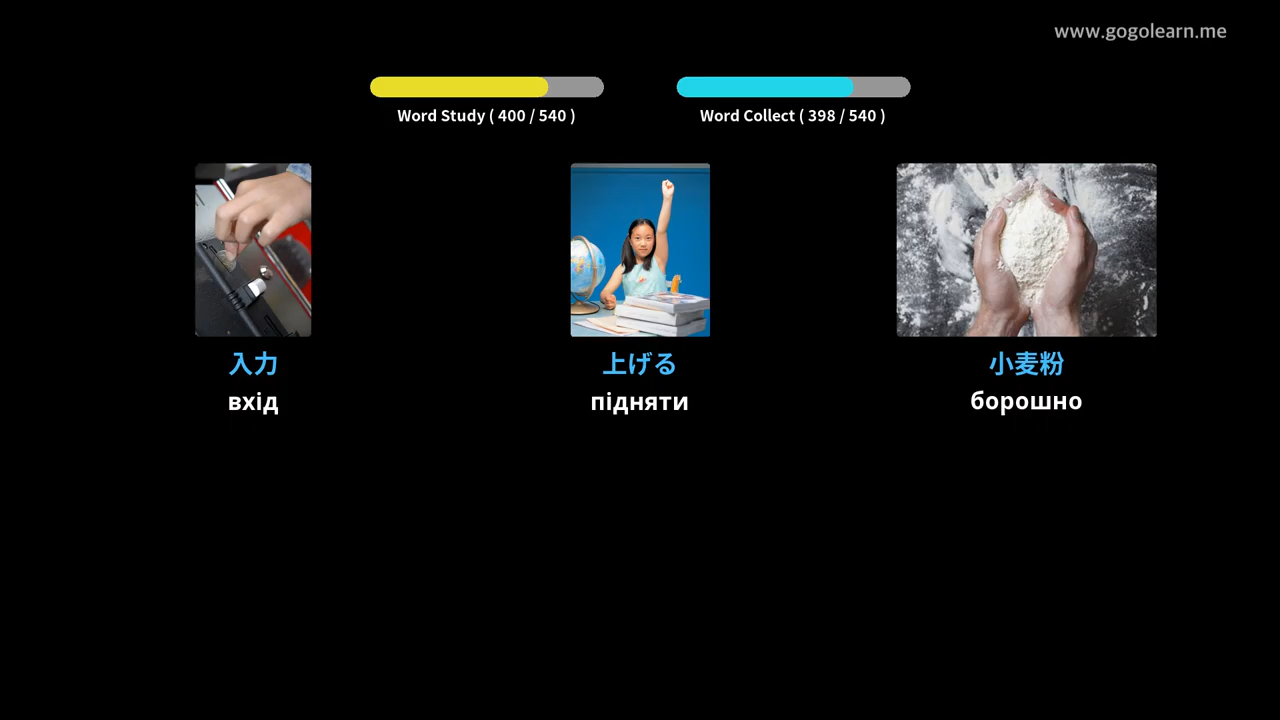 www.gogolearn.me
Word Study ( 400 / 540 )
Word Collect ( 398 / 540 )
入力
вхід
上げる
підняти
小麦粉
борошно